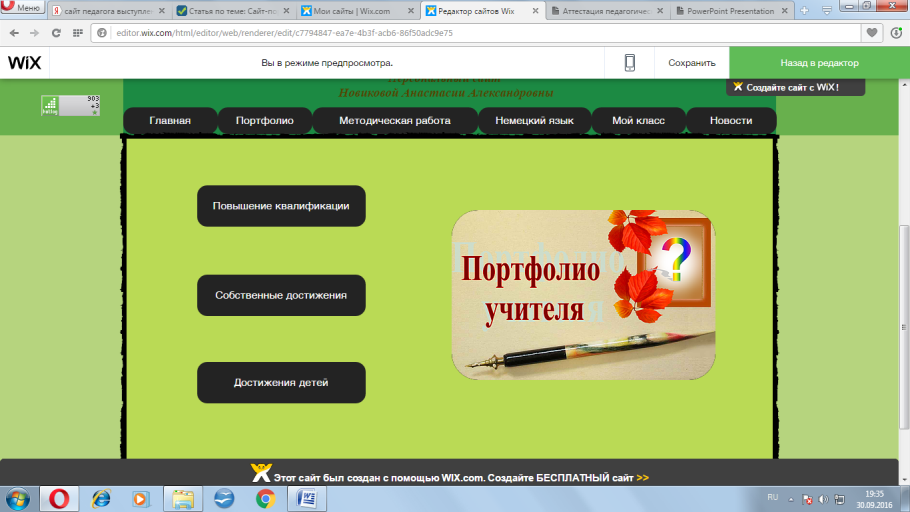 Меню
сайт педагога выступле
Статья по теме: Сайт-по
Мои сайты | Wix.com
Редактор сайтов Wix
Аттестация педагогичес
PowerPoint Presentation
editor.wix.com/html/editor/web/renderer/edit/c7794847-ea7e-4b3f-acb6-86f50adc9e75
WiX
Вы в режиме предпросмотра.
Сохранить
Назад в редактор
Новиковой Анастасии Александровны
Создайте сайт с WiX!
903
+3
Главная
Портфолио
Методическая работа
Немецкий язык
Мой класс
Новости
Повышение квалификации
Собственные достижения
Достижения детей
Портфолио
учителя
?
Этот сайт был создан с помощью WIX.com. Создайте БЕСПЛАТНЫЙ сайт >>
RU
19:35
30.09.2016